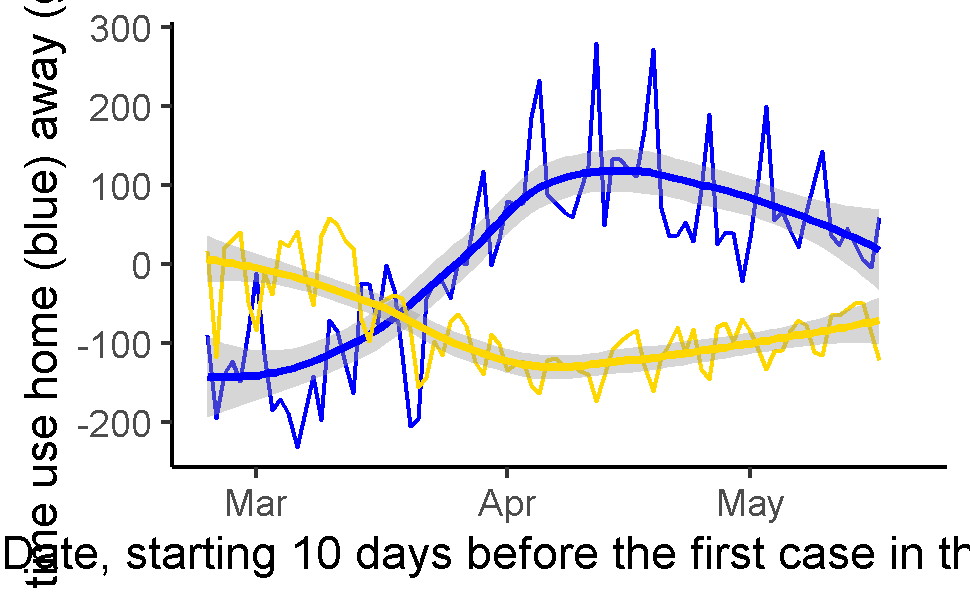 time use home (blue) away (
300
200
100
0
-100
-200
Mar Apr May
Date, starting 10 days before the first case in th